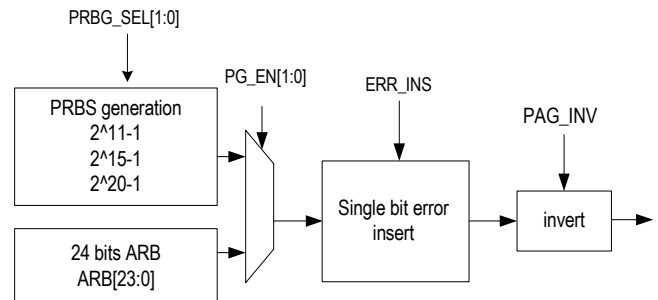 PRBG_SEL[1:0]
PG_EN[1:0]
ERR_INS
PAG_INV
PRBS generation
2^11-1
2^15-1
2^20-1
Single bit error
insert
invert
24 bits ARB
ARB[23:0]